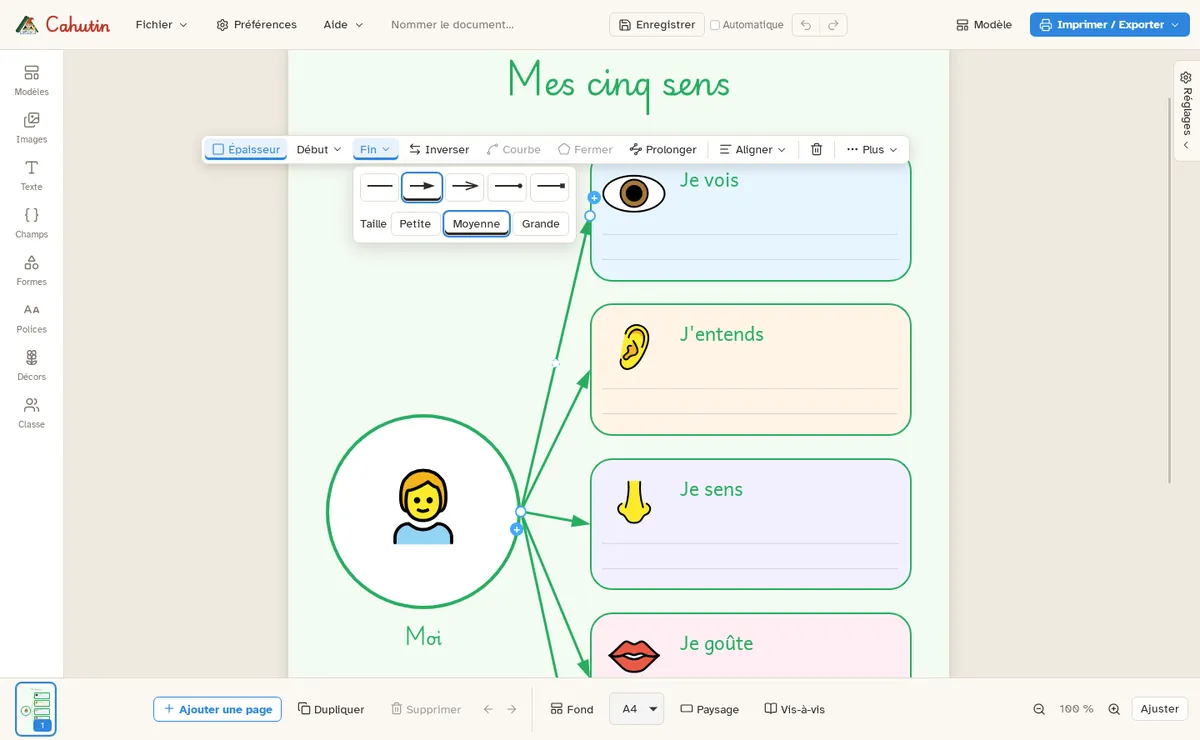 Cahutin
Fichier
Préférences
Aide
Nommer le document...
Enregistrer
Automatique
Modèle
Imprimer / Exporter
Modèles
Images
Texte
Champs
Formes
Polices
Décors
Classe
Réglages
Mes cinq sens
Épaisseur
Début
Fin
Inverser
Courbe
Fermer
Prolonger
Aligner
Plus
Taille
Petite
Moyenne
Grande
Je vois
J'entends
Je sens
Je goûte
Moi
1
Ajouter une page
Dupliquer
Supprimer
Fond
A4
Paysage
Vis-à-vis
100 %
Ajuster